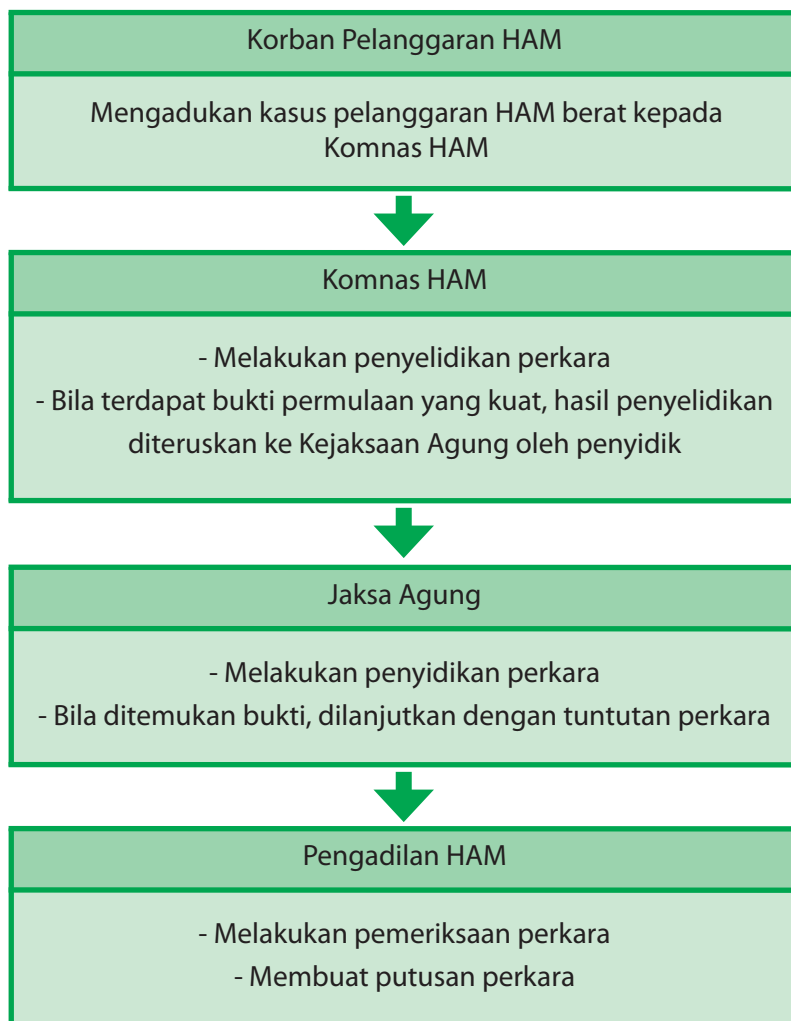 Korban Pelanggaran HAM
Mengadukan kasus pelanggaran HAM berat kepada
Komnas HAM
Komnas HAM
- Melakukan penyelidikan perkara
- Bila terdapat bukti permulaan yang kuat, hasil penyelidikan
diteruskan ke Kejaksaan Agung oleh penyidik
Jaksa Agung
- Melakukan penyidikan perkara
- Bila ditemukan bukti, dilanjutkan dengan tuntutan perkara
Pengadilan HAM
- Melakukan pemeriksaan perkara
- Membuat putusan perkara